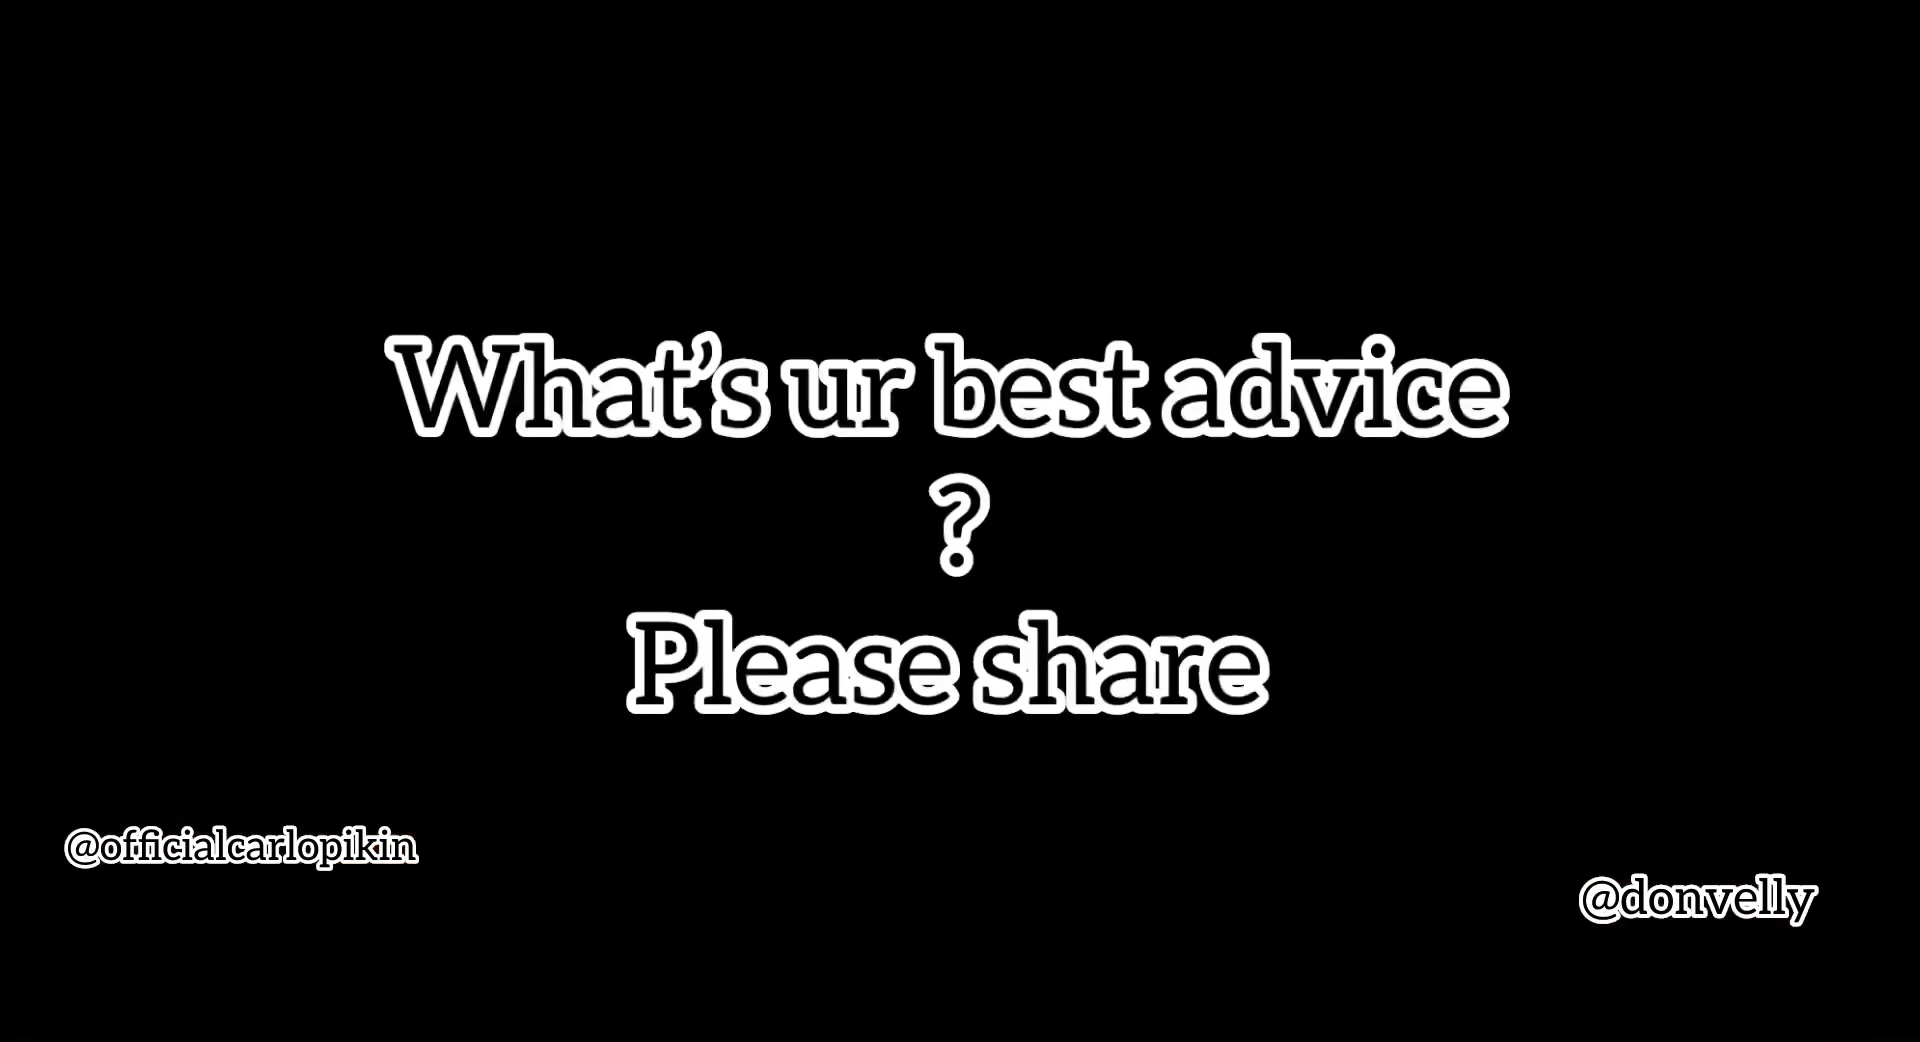 What's ur best advice
?
Please share
@officialcarlopikin
@donvelly